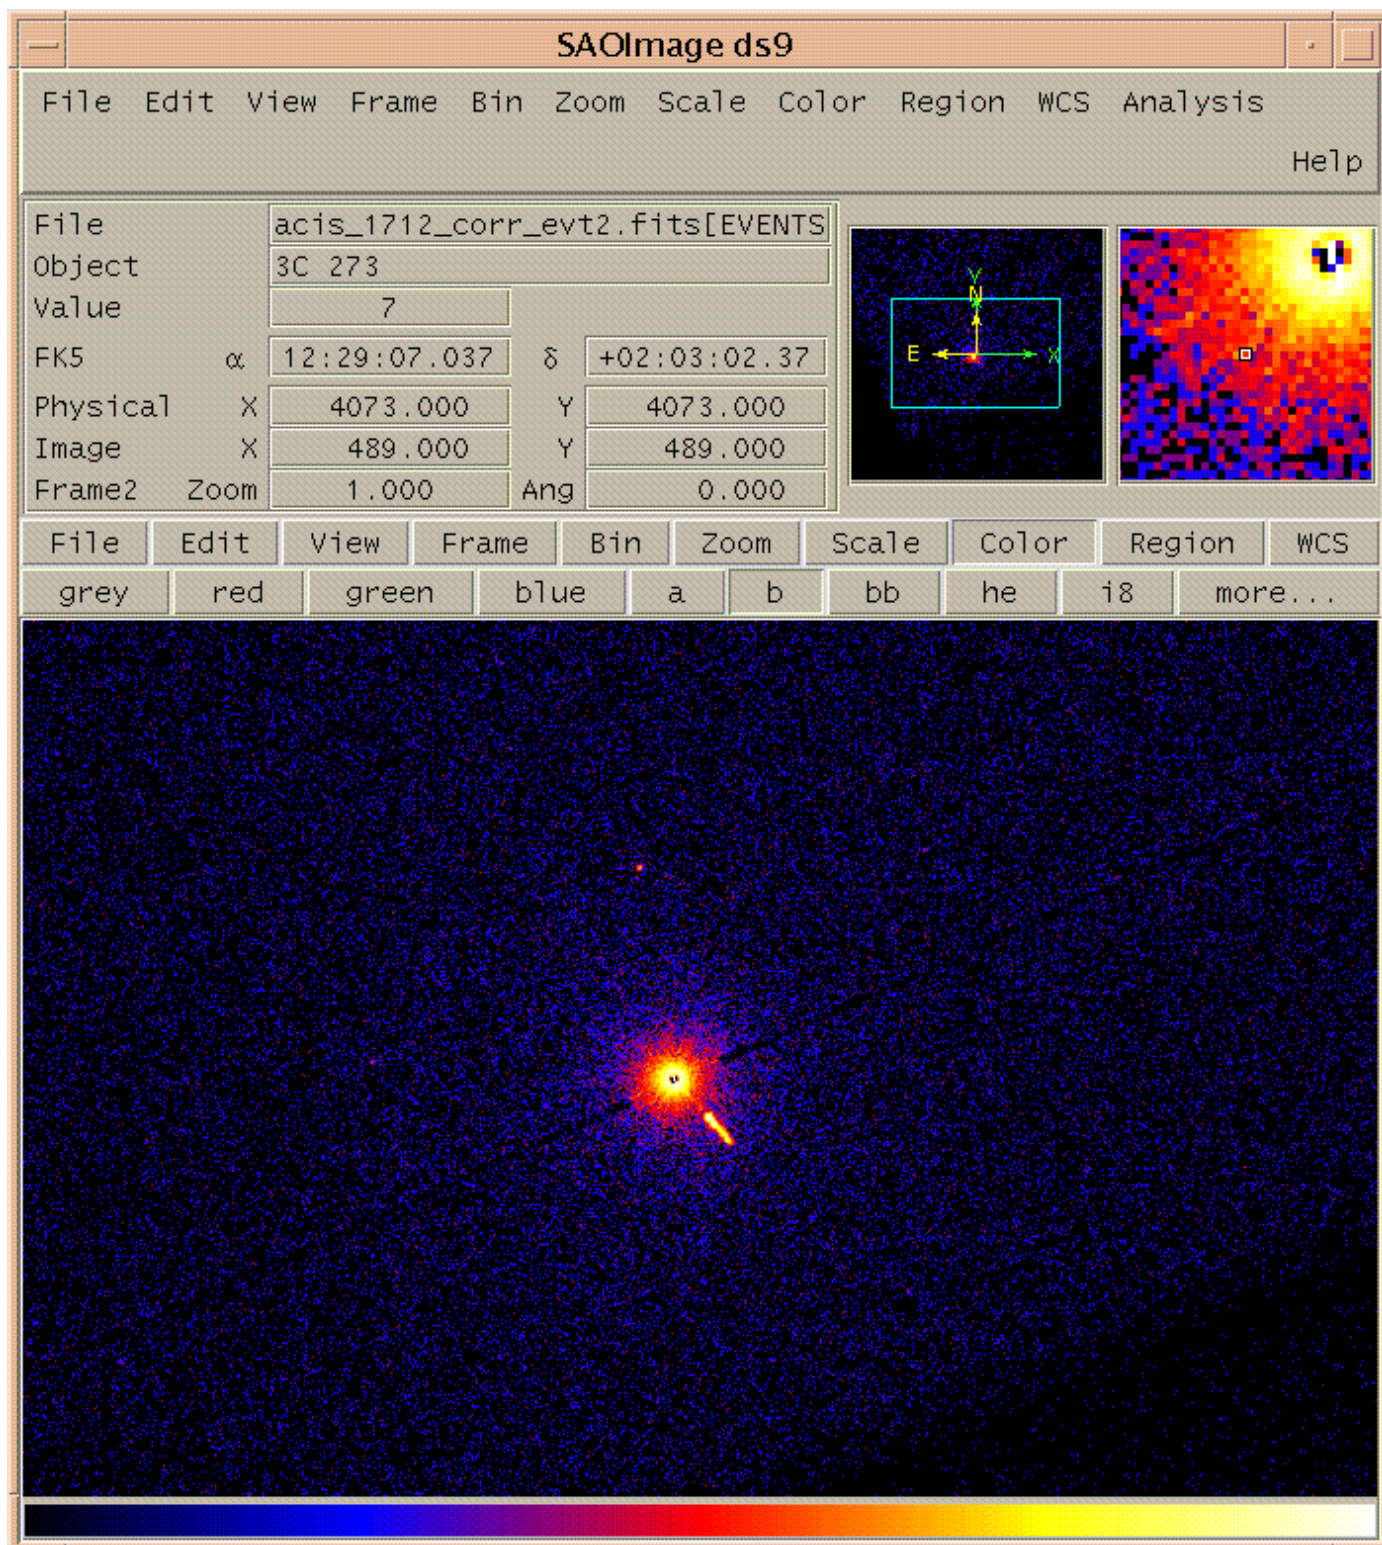 SAOImage ds9
File Edit View Frame Bin Zoom Scale Color Region WCS Analysis
Help
File acis_1712_corr_evt2.fits[EVENTS
Object 3C 273
Value 7
FK5 α 12:29:07.037 δ +02:03:02.37
Physical X 4073.000 Y 4073.000
Image X 489.000 Y 489.000
Frame2 Zoom 1.000 Ang 0.000
Y
N
E X
File Edit View Frame Bin Zoom Scale Color Region WCS
grey red green blue a b bb he i8 more...